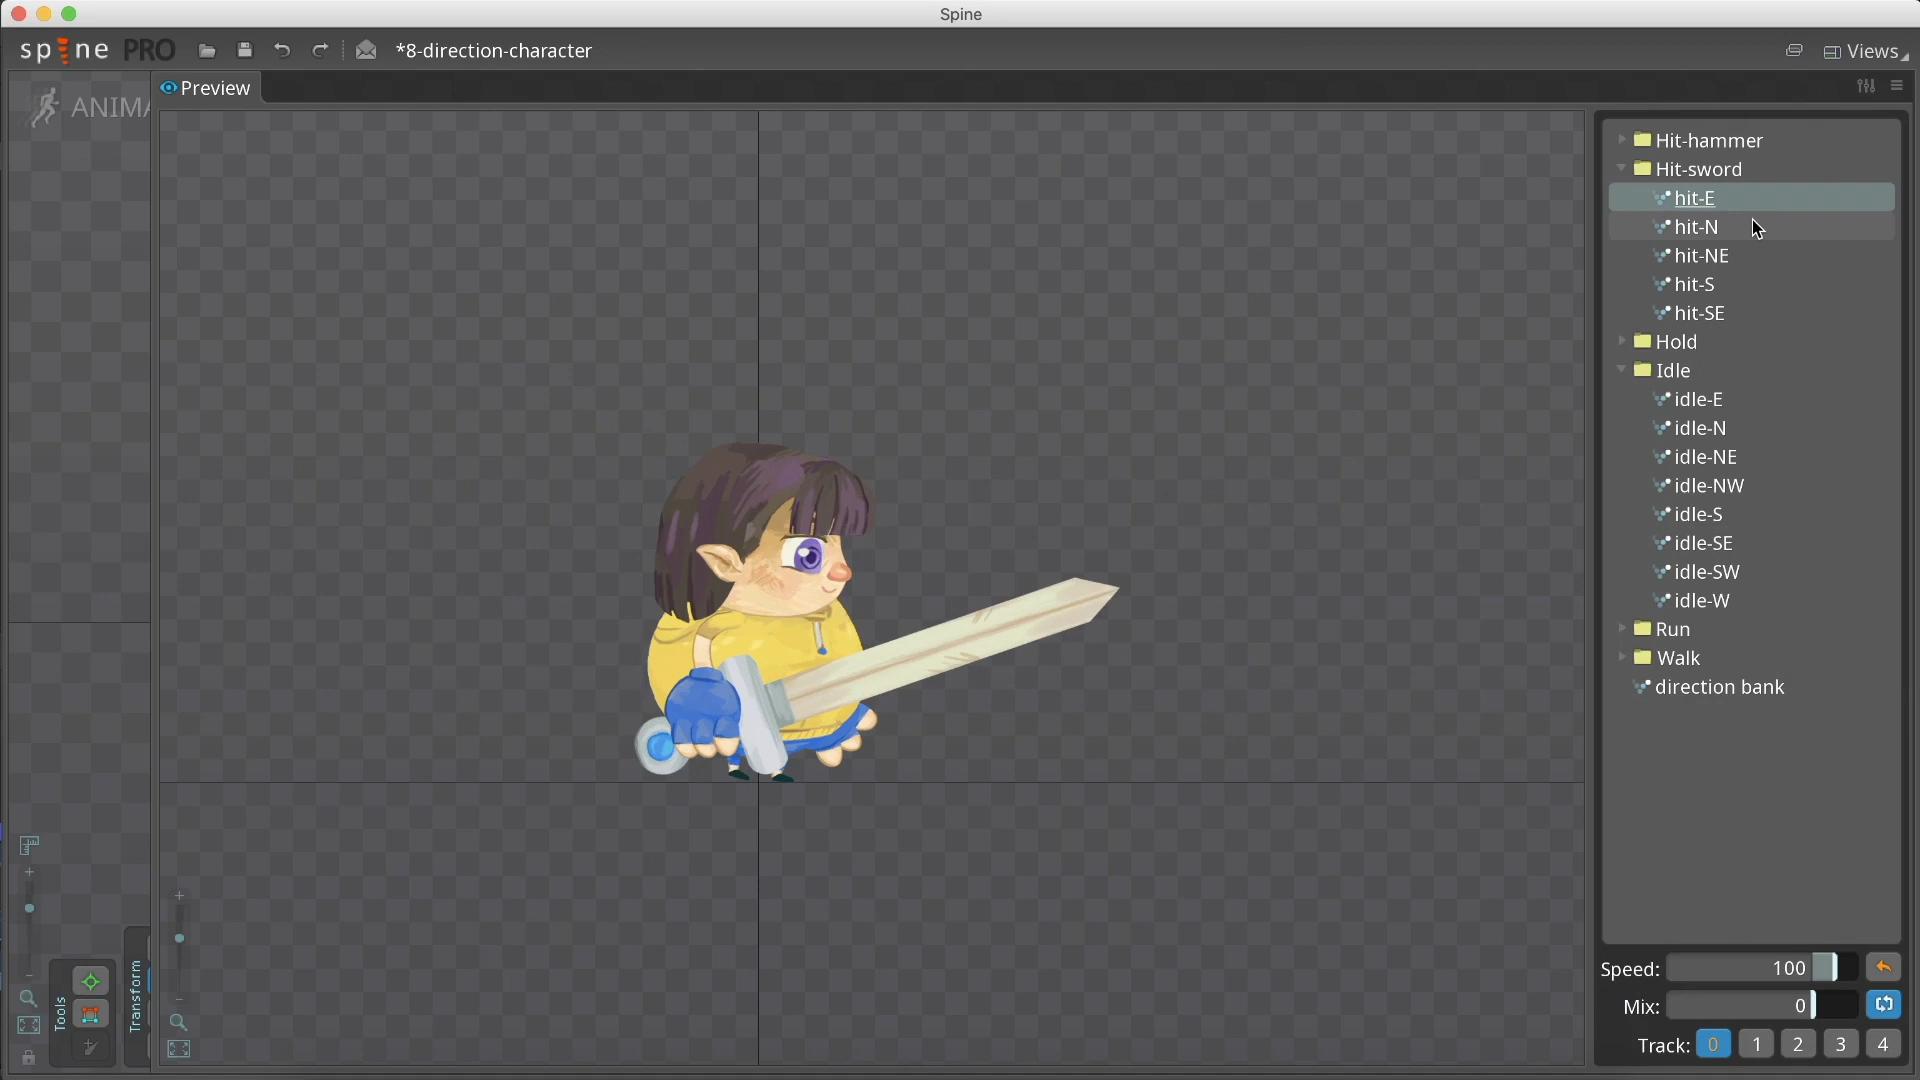 Spine
spine PRO
*8-direction-character
Views
ANIMA
Preview
Hit-hammer
Hit-sword
hit-E
hit-N
hit-NE
hit-S
hit-SE
Hold
Idle
idle-E
idle-N
idle-NE
idle-NW
idle-S
idle-SE
idle-SW
idle-W
Run
Walk
direction bank
Tools
Transform
Speed: 100
Mix: 0
Track: 0 1 2 3 4